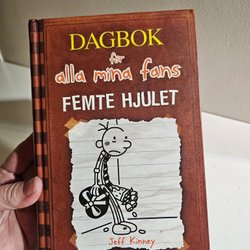 DAGBOK
för
alla mina fans
FEMTE HJULET
Jeff Kinney